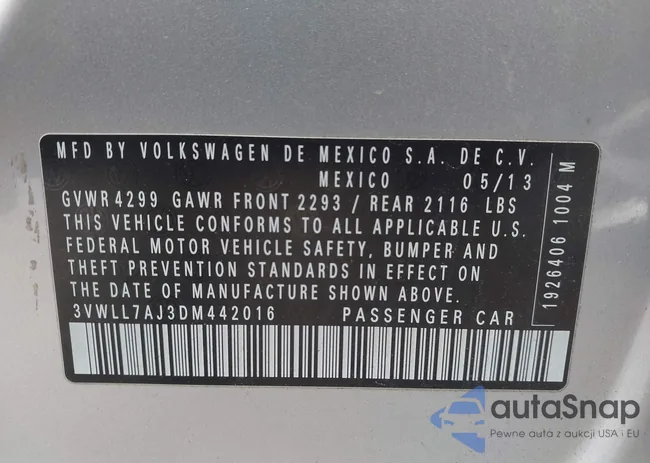 MFD BY VOLKSWAGEN DE MEXICO S.A. DE C.V.
MEXICO 05/13
GVWR 4299 GAWR FRONT 2293 / REAR 2116 LBS
THIS VEHICLE CONFORMS TO ALL APPLICABLE U.S.
FEDERAL MOTOR VEHICLE SAFETY, BUMPER AND
THEFT PREVENTION STANDARDS IN EFFECT ON
THE DATE OF MANUFACTURE SHOWN ABOVE.
3VWLL7AJ3DM442016 PASSENGER CAR
1926406 1004 M
autaSnap
Pewne auta z aukcji USA i EU